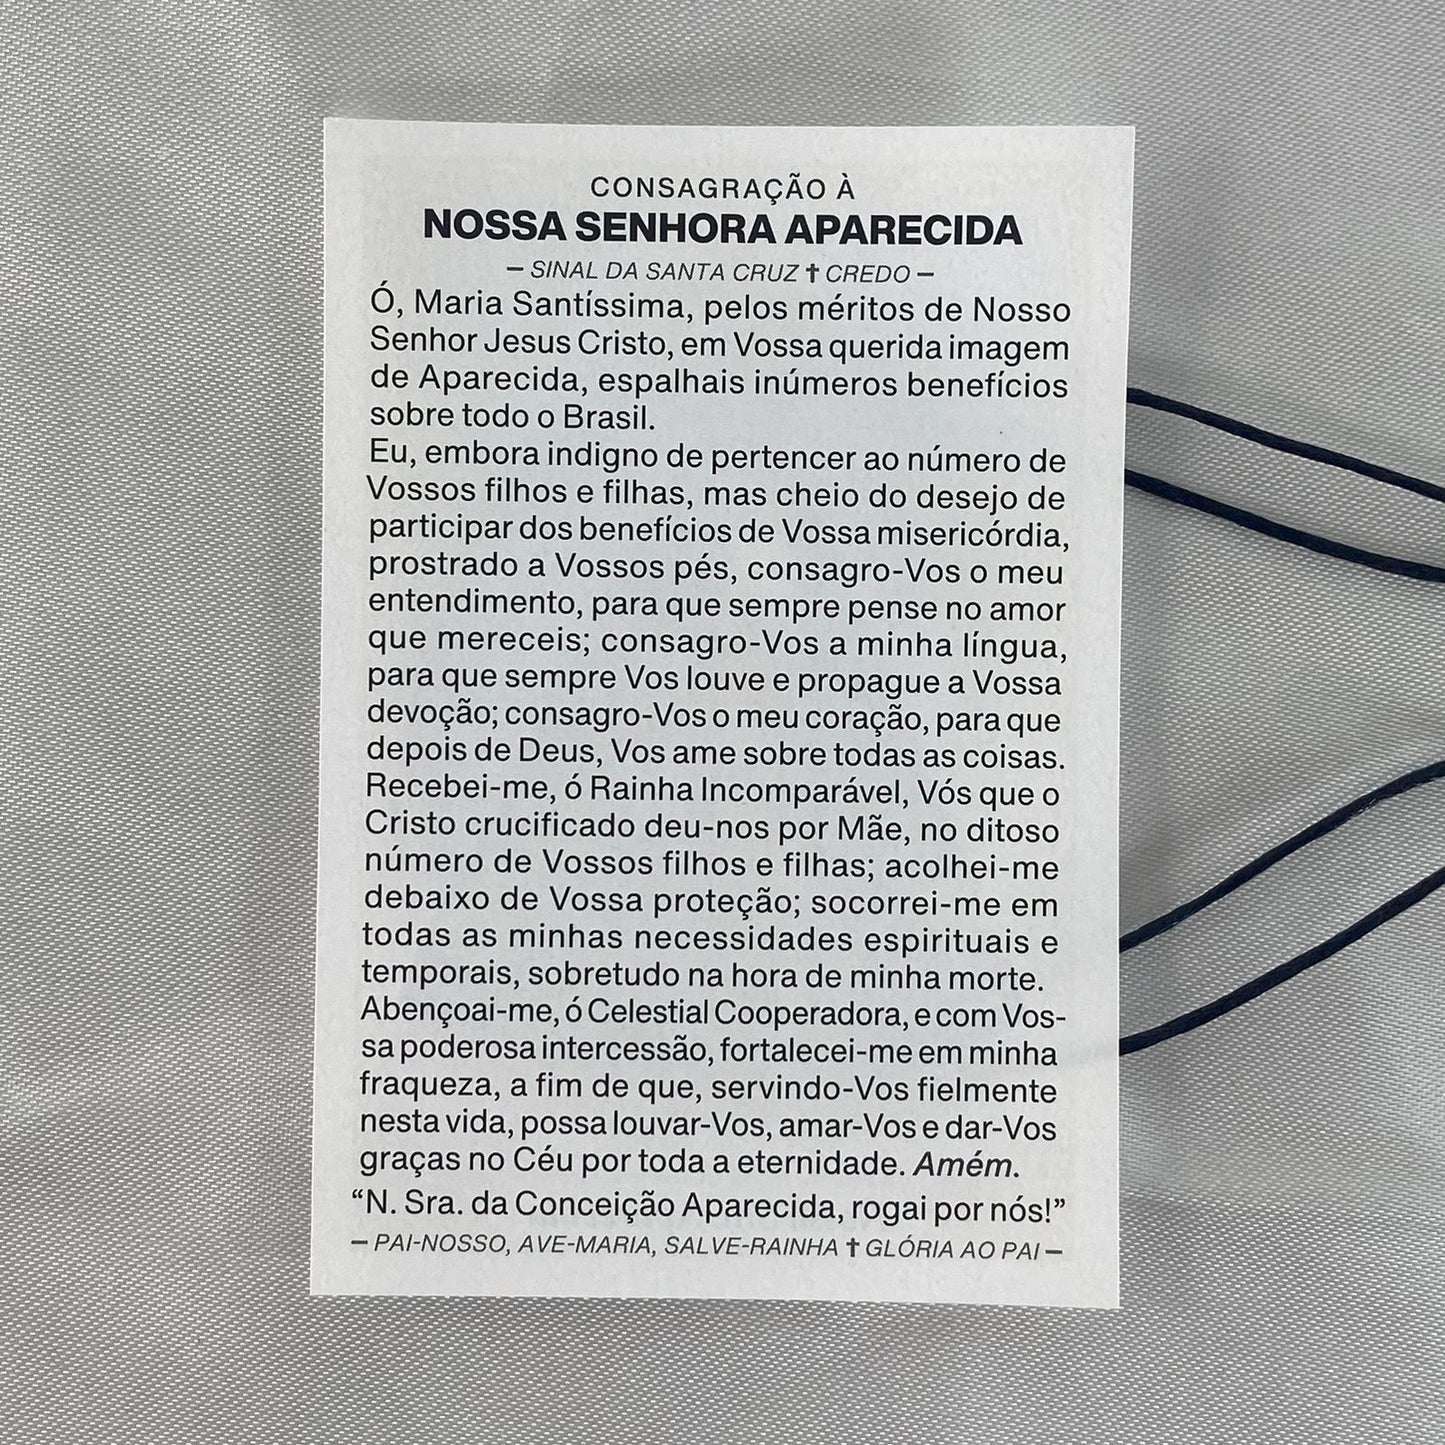 CONSAGRAÇÃO À
NOSSA SENHORA APARECIDA
– SINAL DA SANTA CRUZ ✝ CREDO –
Ó, Maria Santíssima, pelos méritos de Nosso
Senhor Jesus Cristo, em Vossa querida imagem
de Aparecida, espalhais inúmeros benefícios
sobre todo o Brasil.
Eu, embora indigno de pertencer ao número de
Vossos filhos e filhas, mas cheio do desejo de
participar dos benefícios de Vossa misericórdia,
prostrado a Vossos pés, consagro-Vos o meu
entendimento, para que sempre pense no amor
que mereceis; consagro-Vos a minha língua,
para que sempre Vos louve e propague a Vossa
devoção; consagro-Vos o meu coração, para que
depois de Deus, Vos ame sobre todas as coisas.
Recebei-me, ó Rainha Incomparável, Vós que o
Cristo crucificado deu-nos por Mãe, no ditoso
número de Vossos filhos e filhas; acolhei-me
debaixo de Vossa proteção; socorrei-me em
todas as minhas necessidades espirituais e
temporais, sobretudo na hora de minha morte.
Abençoai-me, ó Celestial Cooperadora, e com Vos-
sa poderosa intercessão, fortalecei-me em minha
fraqueza, a fim de que, servindo-Vos fielmente
nesta vida, possa louvar-Vos, amar-Vos e dar-Vos
graças no Céu por toda a eternidade. Amém.
“N. Sra. da Conceição Aparecida, rogai por nós!”
– PAI-NOSSO, AVE-MARIA, SALVE-RAINHA ✝ GLÓRIA AO PAI –